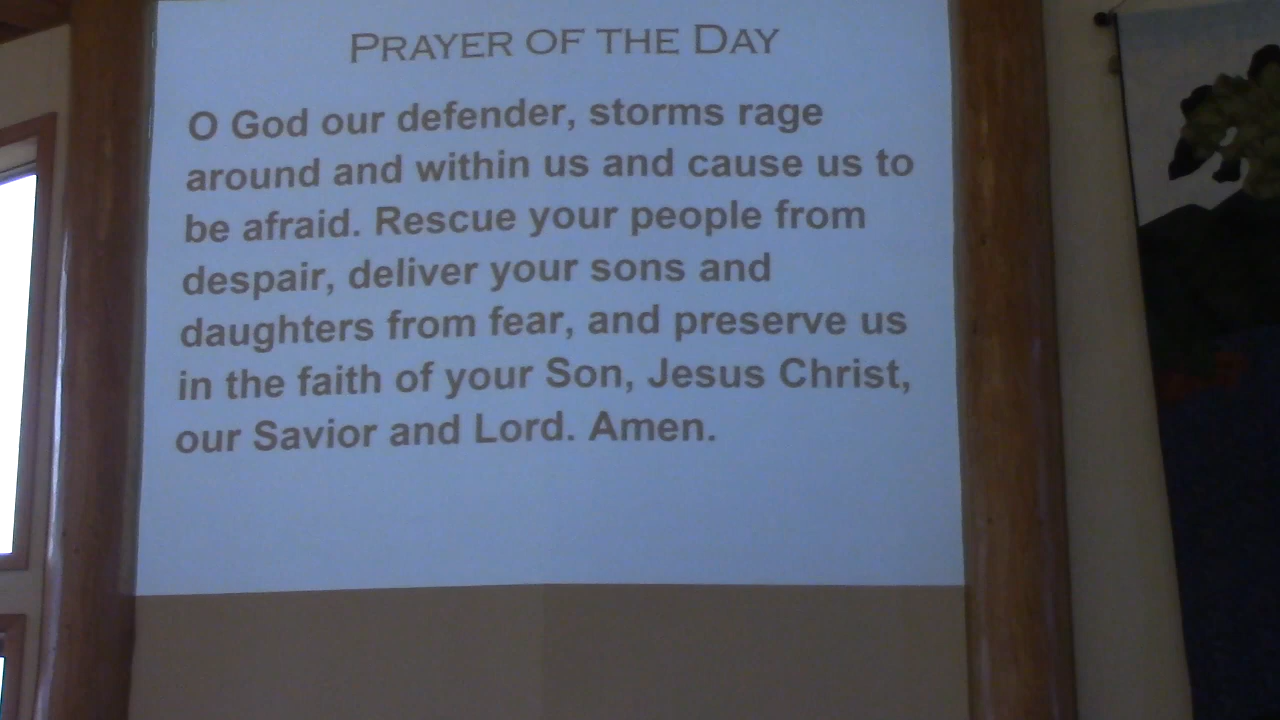 PRAYER OF THE DAY
O God our defender, storms rage
around and within us and cause us to
be afraid. Rescue your people from
despair, deliver your sons and
daughters from fear, and preserve us
in the faith of your Son, Jesus Christ,
our Savior and Lord. Amen.